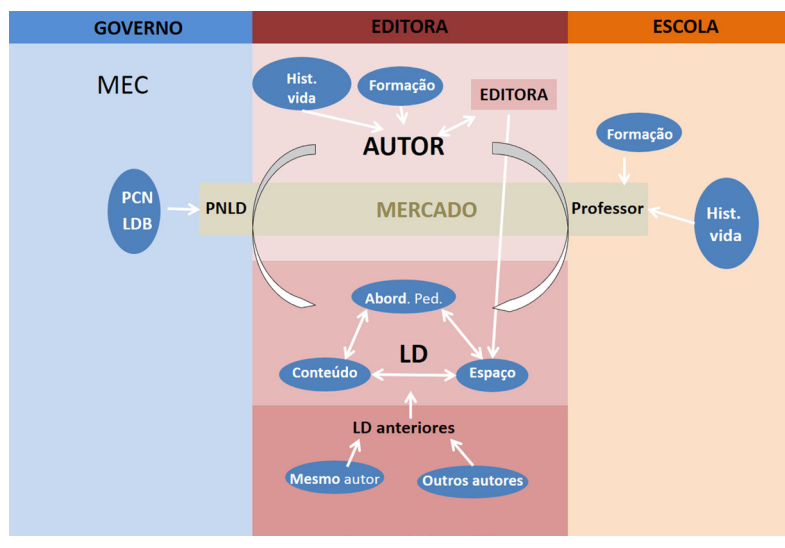 GOVERNO
EDITORA
ESCOLA
MEC
Hist.
vida
Formação
EDITORA
AUTOR
Formação
PCN
LDB
PNLD
MERCADO
Professor
Hist.
vida
Abord. Ped.
LD
Conteúdo
Espaço
LD anteriores
Mesmo autor
Outros autores